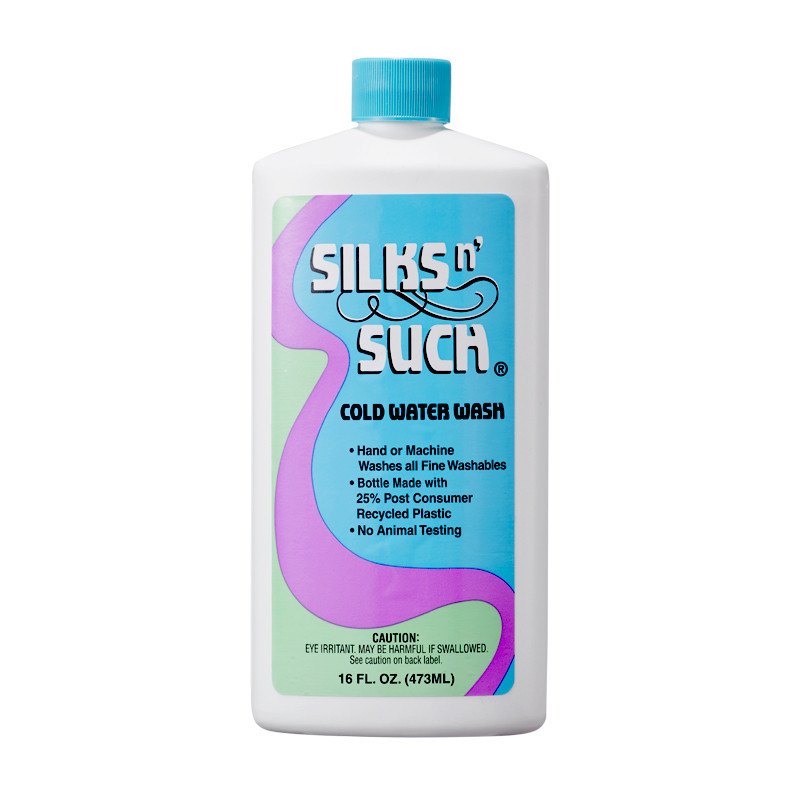 SILKS n'
SUCH®
COLD WATER WASH
• Hand or Machine
Washes all Fine Washables
• Bottle Made with
25% Post Consumer
Recycled Plastic
• No Animal Testing
CAUTION:
EYE IRRITANT. MAY BE HARMFUL IF SWALLOWED.
See caution on back label.
16 FL. OZ. (473ML)